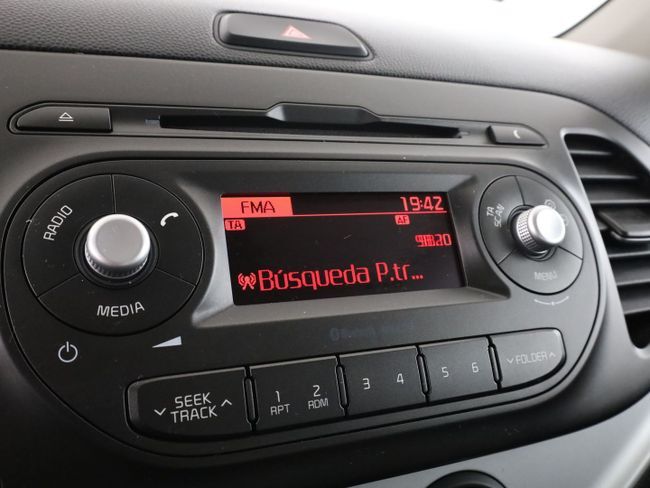 FMA 19:42
TA AF
20
Búsqueda P.tr...
RADIO
MEDIA
TA
SCAN
MENU
Bluetooth
SEEK
TRACK
1
RPT
2
RDM
3 4
5 6
FOLDER